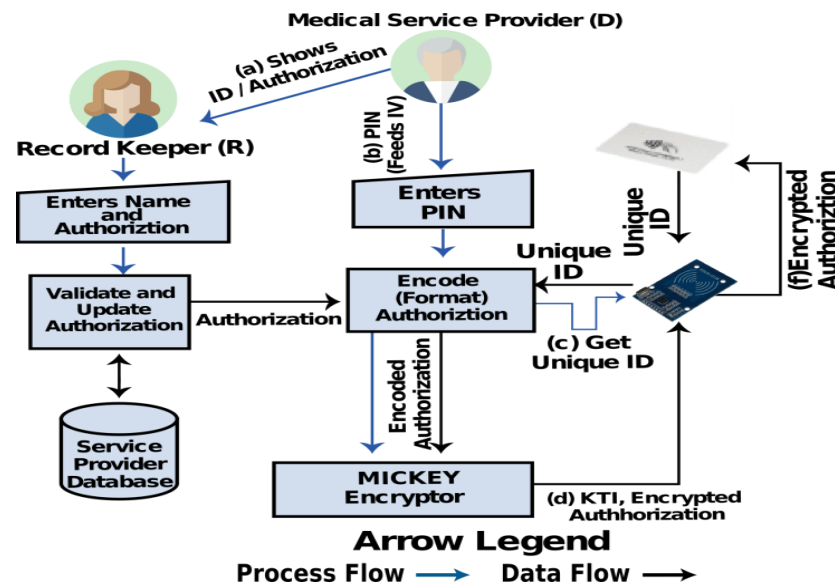 Medical Service Provider (D)
(a) Shows
ID / Authorization
Record Keeper (R)
(b) PIN
(Feeds IV)
Enters Name
and
Authoriztion
Enters
PIN
Unique ID
(f)Encrypted
Authoriztion
Unique
ID
Validate and
Update
Authorization
Authorization
Encode
(Format)
Authoriztion
(c) Get
Unique ID
Encoded
Authorization
Service
Provider
Database
MICKEY
Encryptor
(d) KTI, Encrypted
Authhorization
Arrow Legend
Process Flow
Data Flow